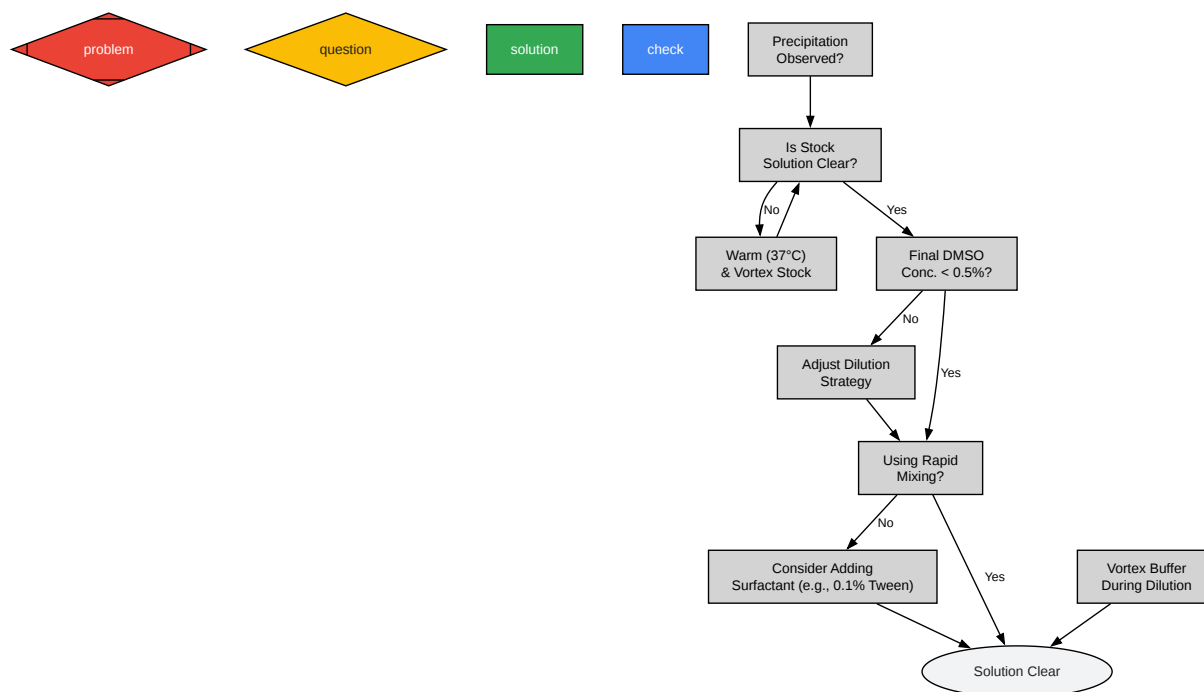 problem
question
solution
check
Precipitation
Observed?
Is Stock
Solution Clear?
No
Yes
Warm (37°C)
& Vortex Stock
Final DMSO
Conc. < 0.5%?
No
Adjust Dilution
Strategy
Yes
Using Rapid
Mixing?
No
Yes
Consider Adding
Surfactant (e.g., 0.1% Tween)
Vortex Buffer
During Dilution
Solution Clear